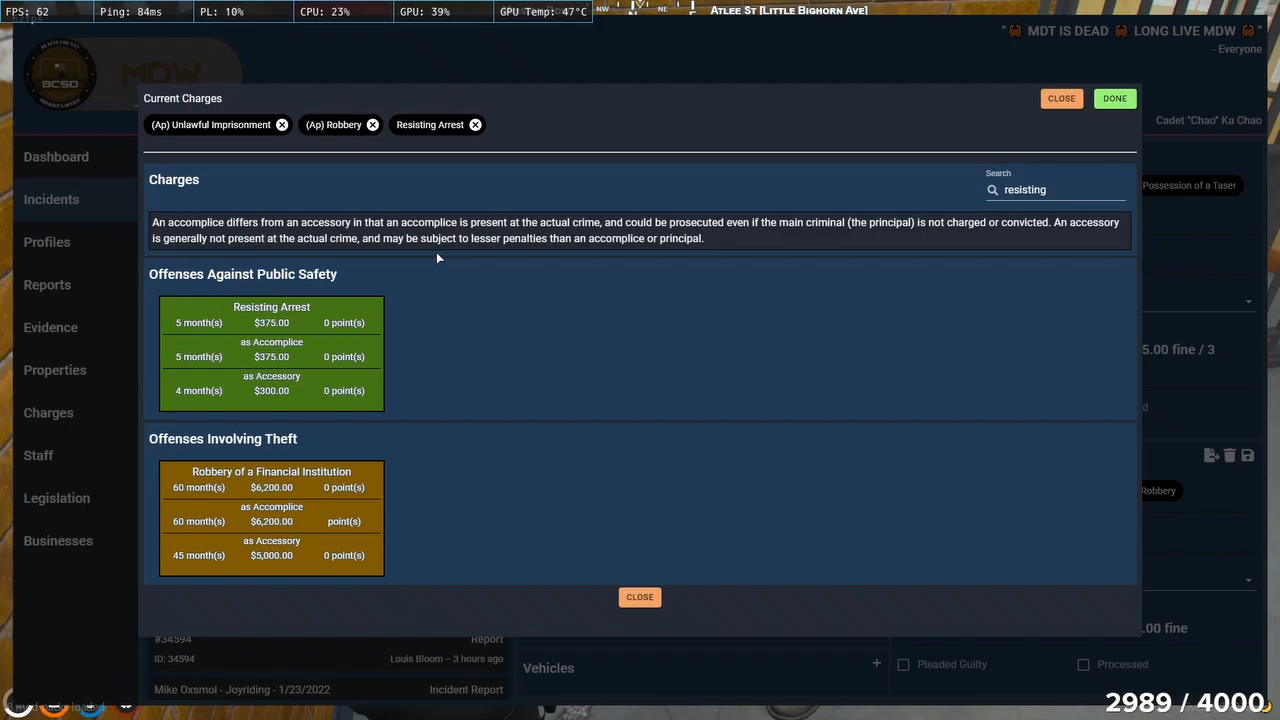 FPS: 62 Ping: 84ms PL: 10% CPU: 23% GPU: 39% GPU Temp: 47°C
NW N NE ATLEE ST [LITTLE BIGHORN AVE]
" MDT IS DEAD LONG LIVE MDW "
- Everyone
BCSO MDW
Current Charges CLOSE DONE
Cadet "Chao" Ka Chao
(Ap) Unlawful Imprisonment (Ap) Robbery Resisting Arrest
Dashboard
Incidents
Profiles
Reports
Evidence
Properties
Charges
Staff
Legislation
Businesses
Charges
Search
resisting
Possession of a Taser
An accomplice differs from an accessory in that an accomplice is present at the actual crime, and could be prosecuted even if the main criminal (the principal) is not charged or convicted. An accessory
is generally not present at the actual crime, and may be subject to lesser penalties than an accomplice or principal.
Offenses Against Public Safety
Resisting Arrest
5 month(s) $375.00 0 point(s)
as Accomplice
5 month(s) $375.00 0 point(s)
as Accessory
4 month(s) $300.00 0 point(s)
5.00 fine / 3
Offenses Involving Theft
Robbery of a Financial Institution
60 month(s) $6,200.00 0 point(s)
as Accomplice
60 month(s) $6,200.00 point(s)
as Accessory
45 month(s) $5,000.00 0 point(s)
Robbery
CLOSE
.00 fine
#34594 Report
ID: 34594 Louis Bloom – 3 hours ago
Vehicles + Pleaded Guilty Processed
Mike Oxsmol - Joyriding - 1/23/2022 Incident Report
2989 / 4000